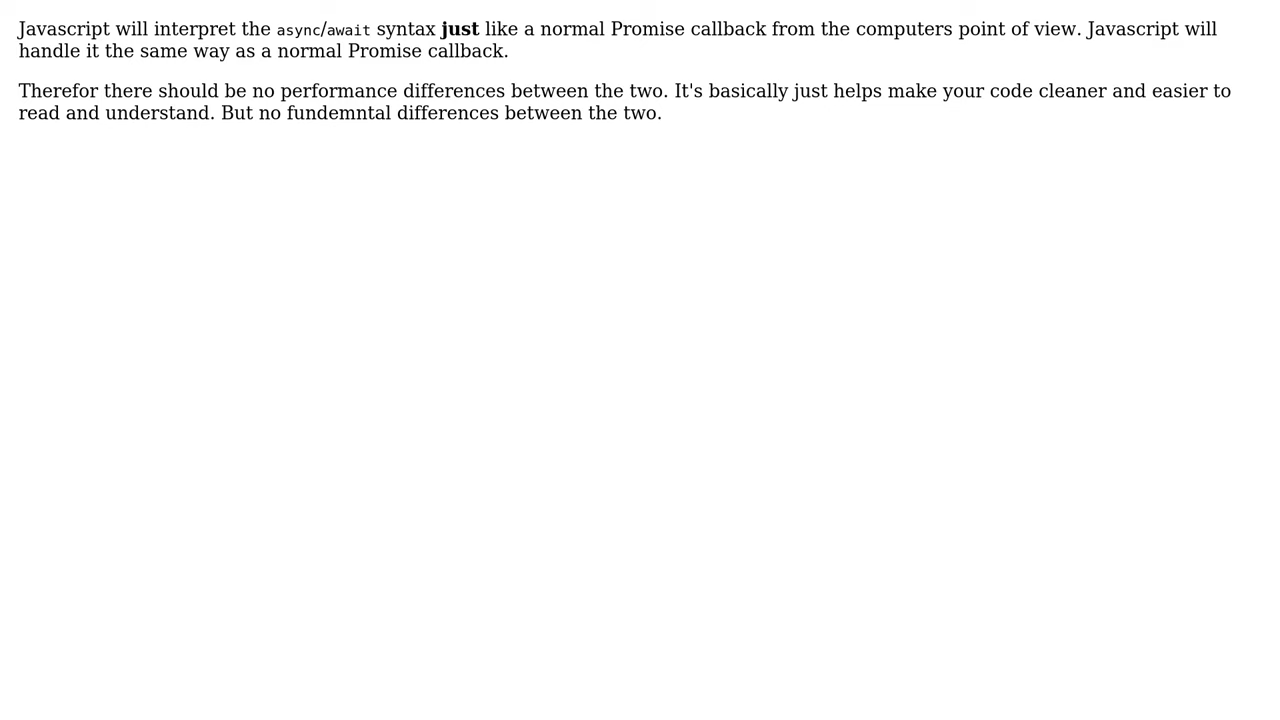 Javascript will interpret the async/await syntax just like a normal Promise callback from the computers point of view. Javascript will
handle it the same way as a normal Promise callback.
Therefor there should be no performance differences between the two. It's basically just helps make your code cleaner and easier to
read and understand. But no fundemntal differences between the two.